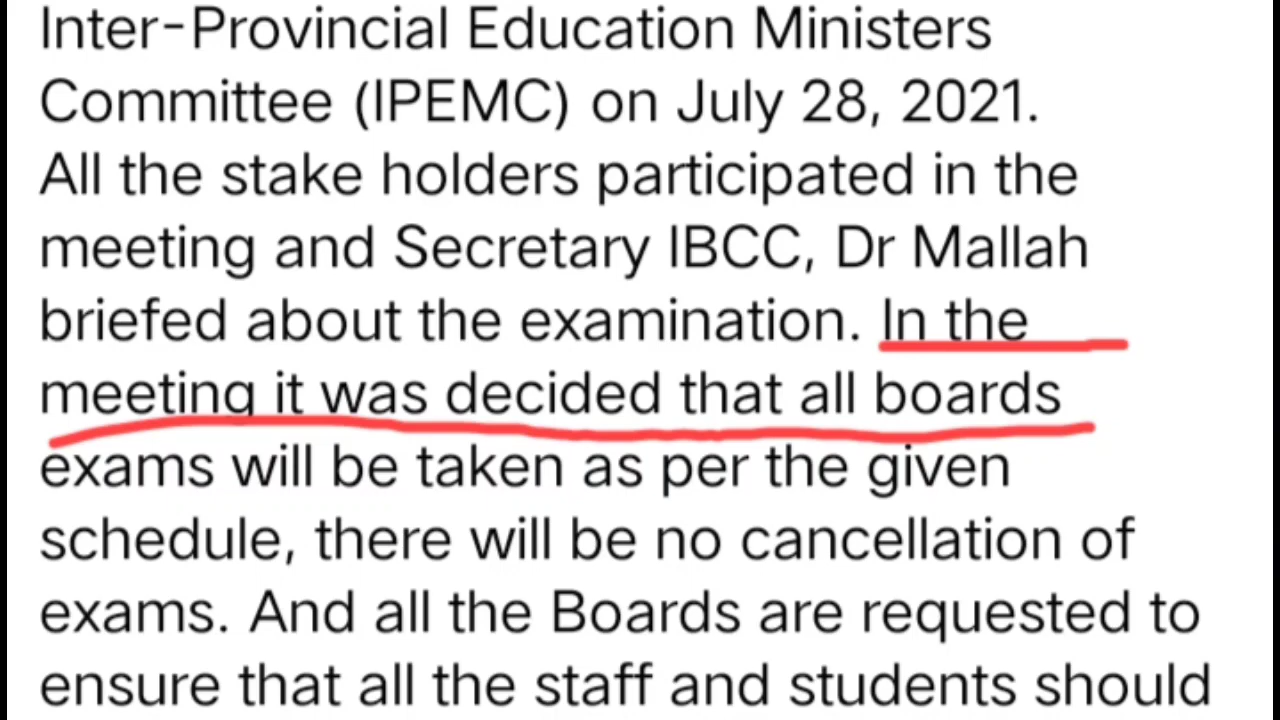 Inter-Provincial Education Ministers
Committee (IPEMC) on July 28, 2021.
All the stake holders participated in the
meeting and Secretary IBCC, Dr Mallah
briefed about the examination. In the
meeting it was decided that all boards
exams will be taken as per the given
schedule, there will be no cancellation of
exams. And all the Boards are requested to
ensure that all the staff and students should